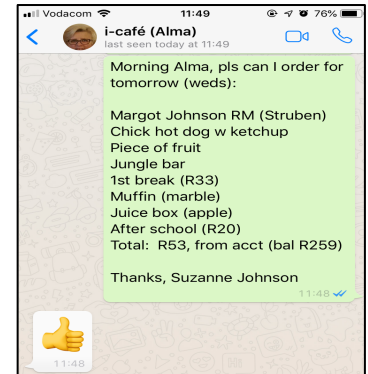 Vodacom 11:49 76%
i-café (Alma)
last seen today at 11:49
Morning Alma, pls can I order for
tomorrow (weds):
Margot Johnson RM (Struben)
Chick hot dog w ketchup
Piece of fruit
Jungle bar
1st break (R33)
Muffin (marble)
Juice box (apple)
After school (R20)
Total: R53, from acct (bal R259)
Thanks, Suzanne Johnson
11:48
11:48